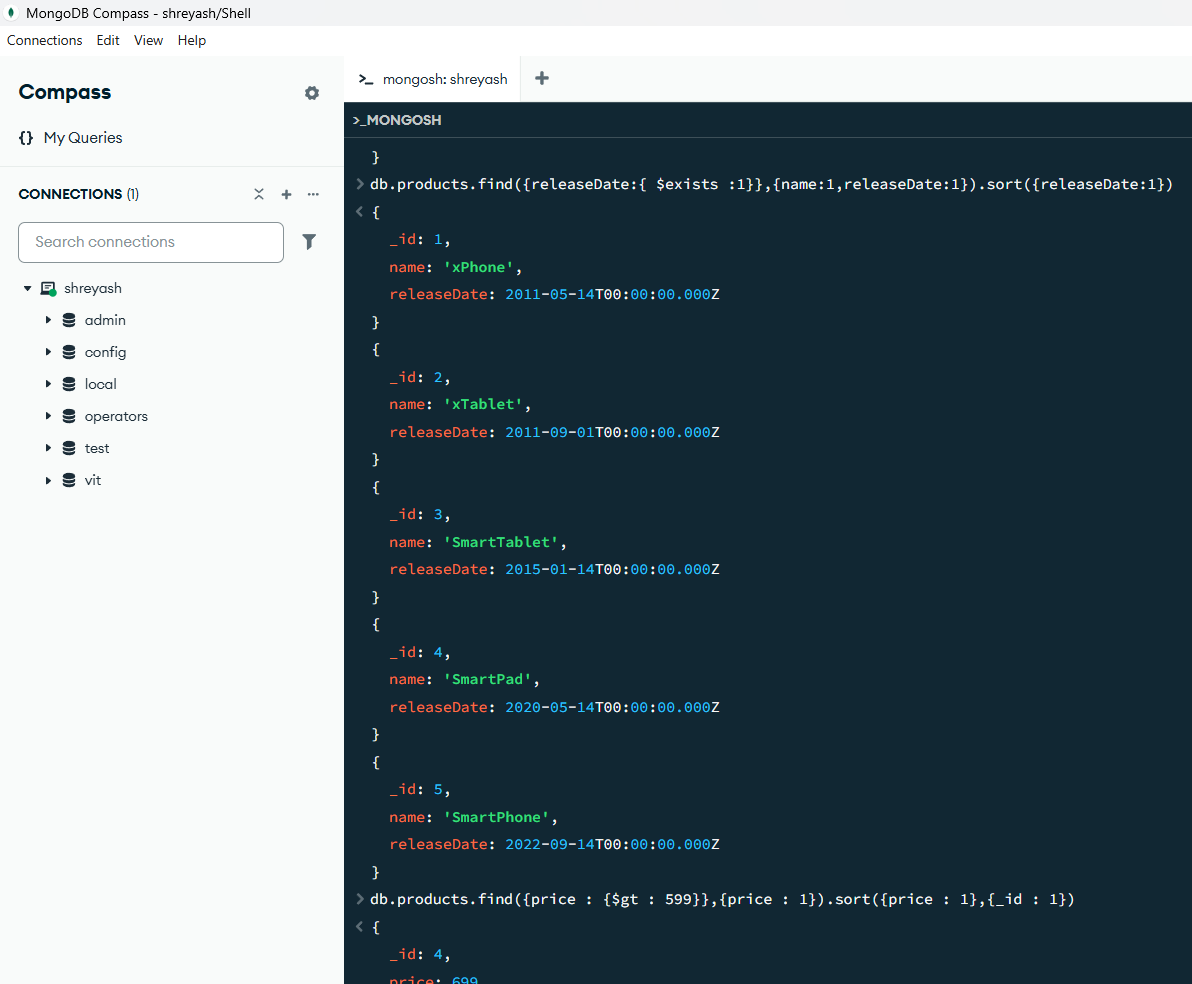 MongoDB Compass - shreyash/Shell
Connections Edit View Help
Compass
{} My Queries
CONNECTIONS (1)
Search connections
shreyash
admin
config
local
operators
test
vit
>_ mongosh: shreyash +
>_MONGOSH
}
> db.products.find({releaseDate:{ $exists :1}},{name:1,releaseDate:1}).sort({releaseDate:1})
< {
_id: 1,
name: 'xPhone',
releaseDate: 2011-05-14T00:00:00.000Z
}
{
_id: 2,
name: 'xTablet',
releaseDate: 2011-09-01T00:00:00.000Z
}
{
_id: 3,
name: 'SmartTablet',
releaseDate: 2015-01-14T00:00:00.000Z
}
{
_id: 4,
name: 'SmartPad',
releaseDate: 2020-05-14T00:00:00.000Z
}
{
_id: 5,
name: 'SmartPhone',
releaseDate: 2022-09-14T00:00:00.000Z
}
> db.products.find({price : {$gt : 599}},{price : 1}).sort({price : 1},{_id : 1})
< {
_id: 4,
price: 699